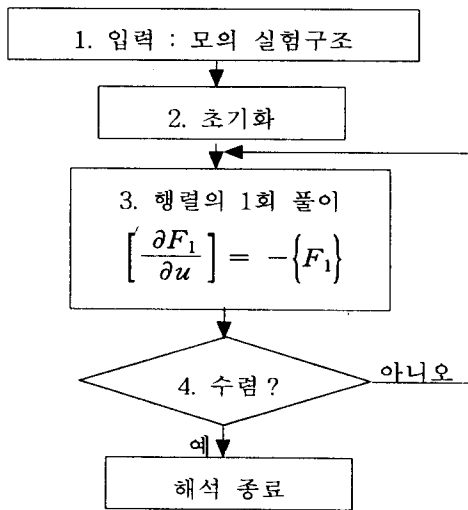 1. 입력 : 모의 실험구조
2. 초기화
3. 행렬의 1회 풀이
[∂F₁/∂u] = -{F₁}
4. 수렴 ?
아니오
예
해석 종료